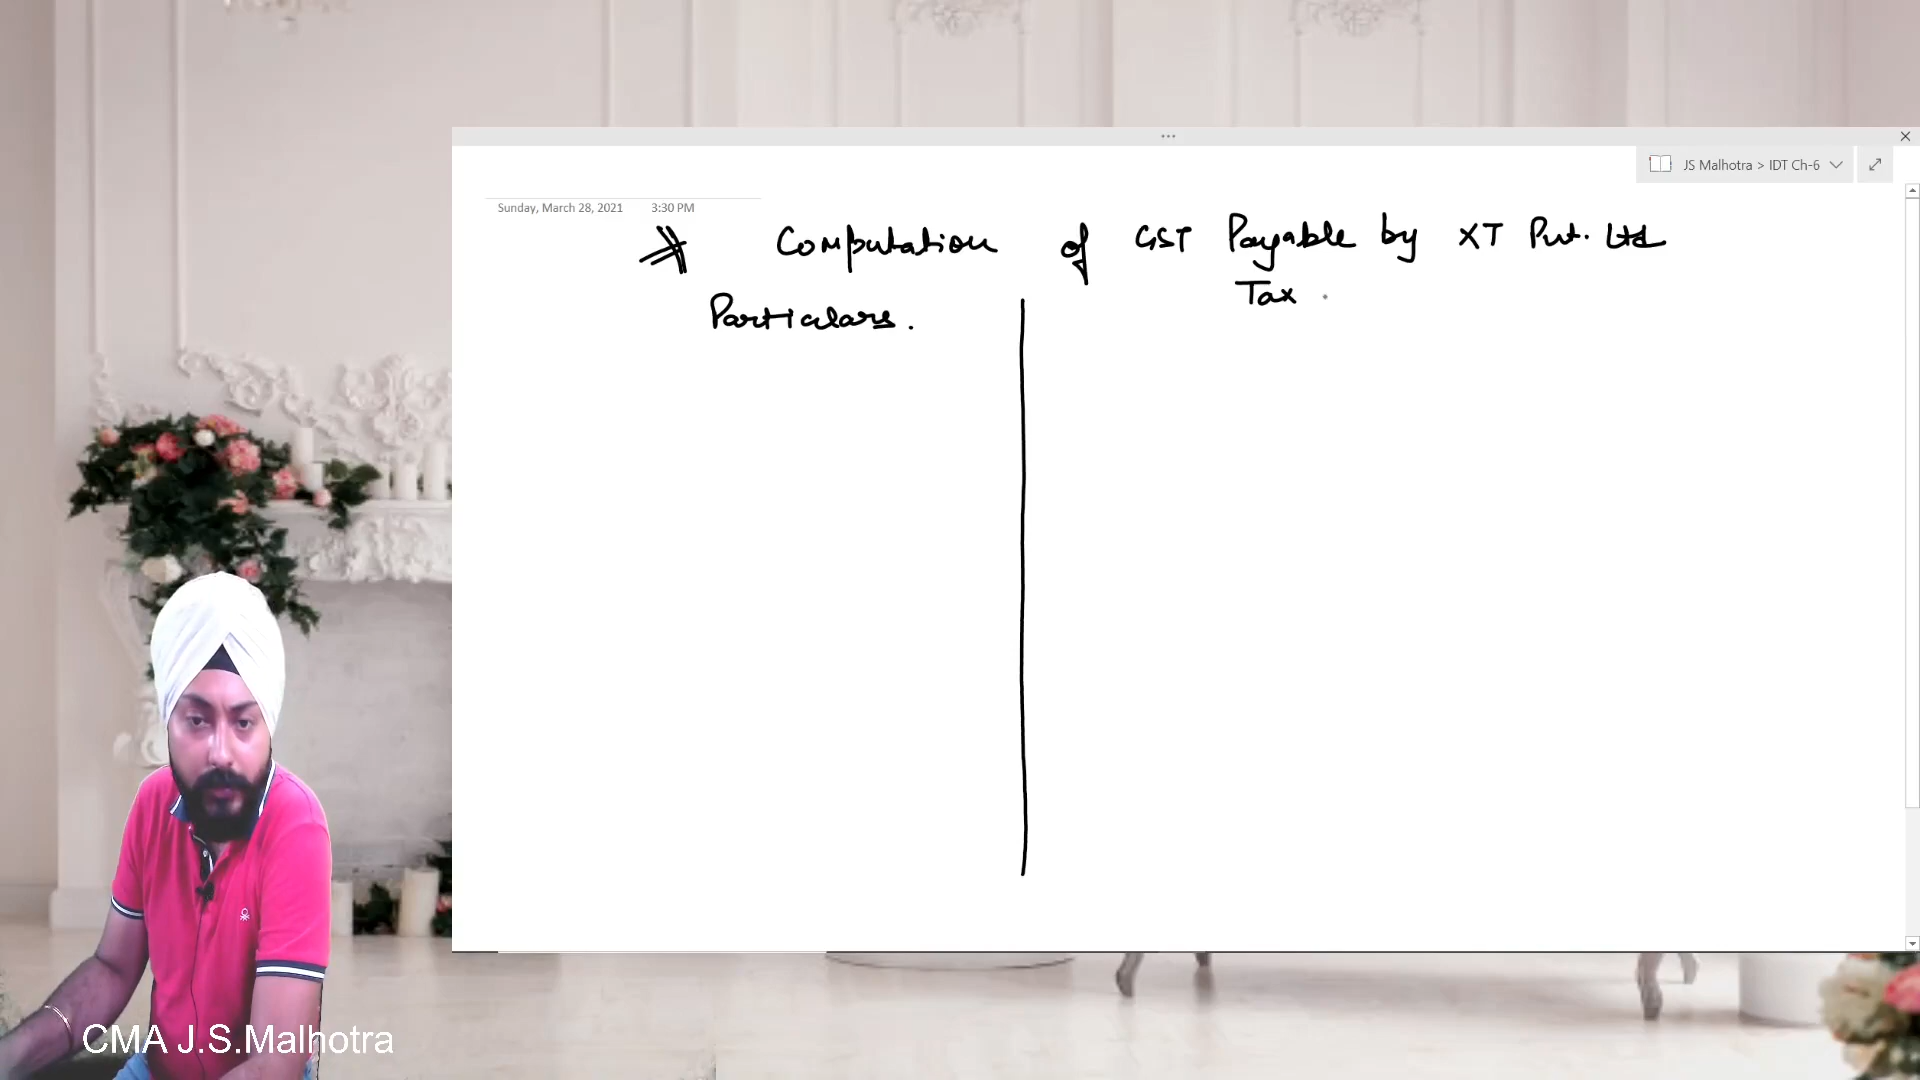 JS Malhotra > IDT Ch-6
Sunday, March 28, 2021 3:30 PM
Computation of GST Payable by XT Pvt. Ltd
Particulars.
Tax
CMA J.S.Malhotra